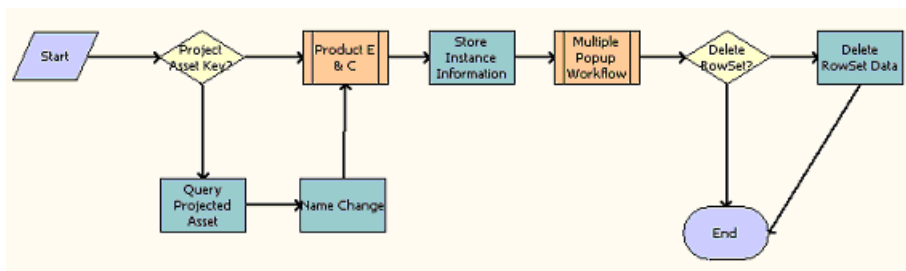 Start
Project
Asset Key?
Product E
& C
Store
Instance
Information
Multiple
Popup
Workflow
Delete
RowSet?
Delete
RowSet Data
Query
Projected
Asset
Name Change
End